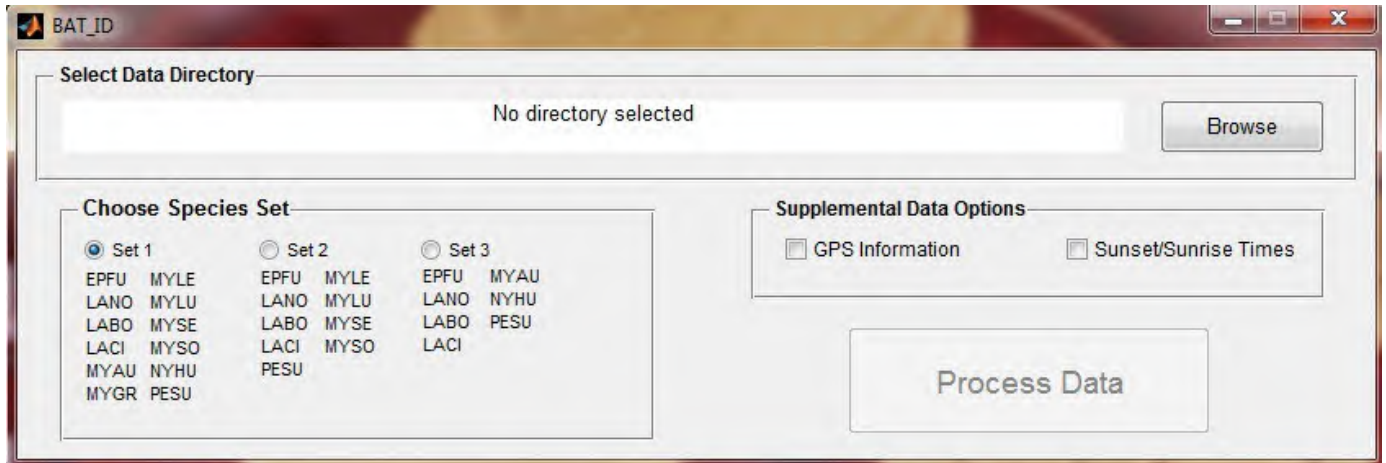 BAT_ID
Select Data Directory
No directory selected
Browse
Choose Species Set
Set 1
EPFU MYLE
LANO MYLU
LABO MYSE
LACI MYSO
MYAU NYHU
MYGR PESU
Set 2
EPFU MYLE
LANO MYLU
LABO MYSE
LACI MYSO
PESU
Set 3
EPFU MYAU
LANO NYHU
LABO PESU
LACI
Supplemental Data Options
GPS Information
Sunset/Sunrise Times
Process Data